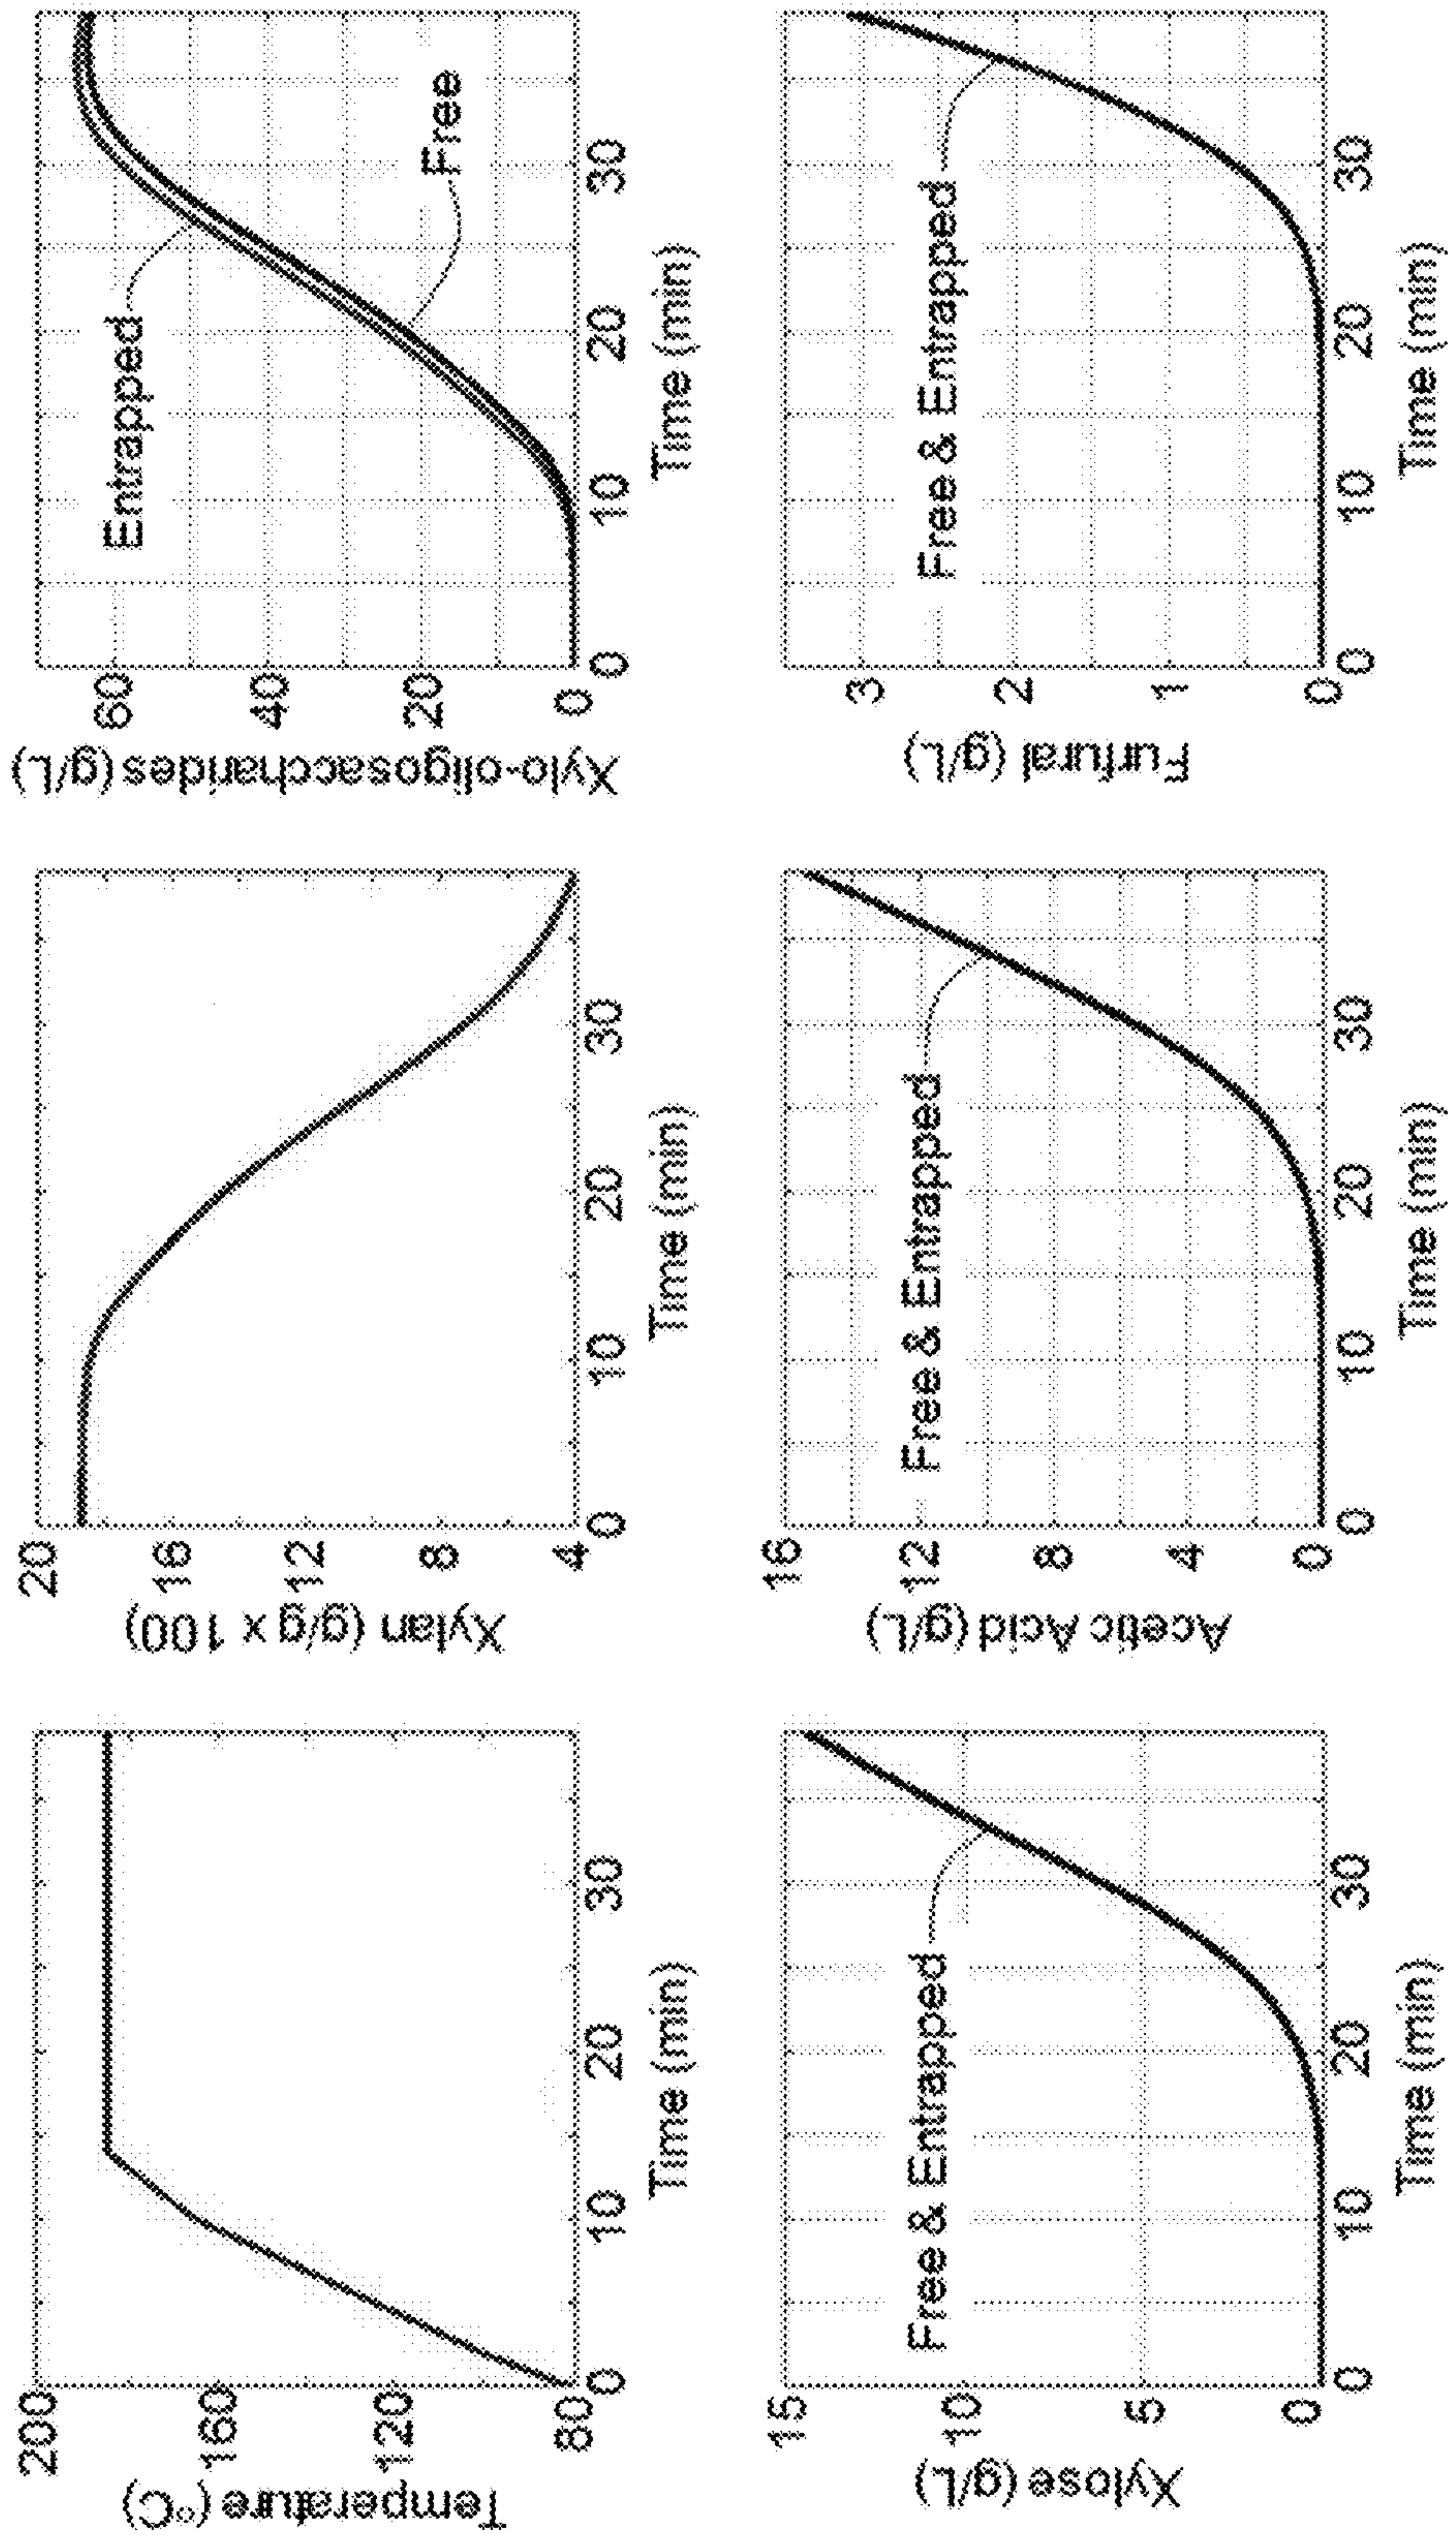 Temperature (°C)
200
160
120
80
0
10
20
30
Time (min)
Xylan (g/g x 100)
20
16
12
8
4
0
10
20
30
Time (min)
Xylo-oligosaccharides (g/L)
60
40
20
0
0
10
20
30
Time (min)
Entrapped
Free
Xylose (g/L)
15
10
5
0
0
10
20
30
Time (min)
Free & Entrapped
Acetic Acid (g/L)
16
12
8
4
0
0
10
20
30
Time (min)
Free & Entrapped
Furfural (g/L)
3
2
1
0
0
10
20
30
Time (min)
Free & Entrapped